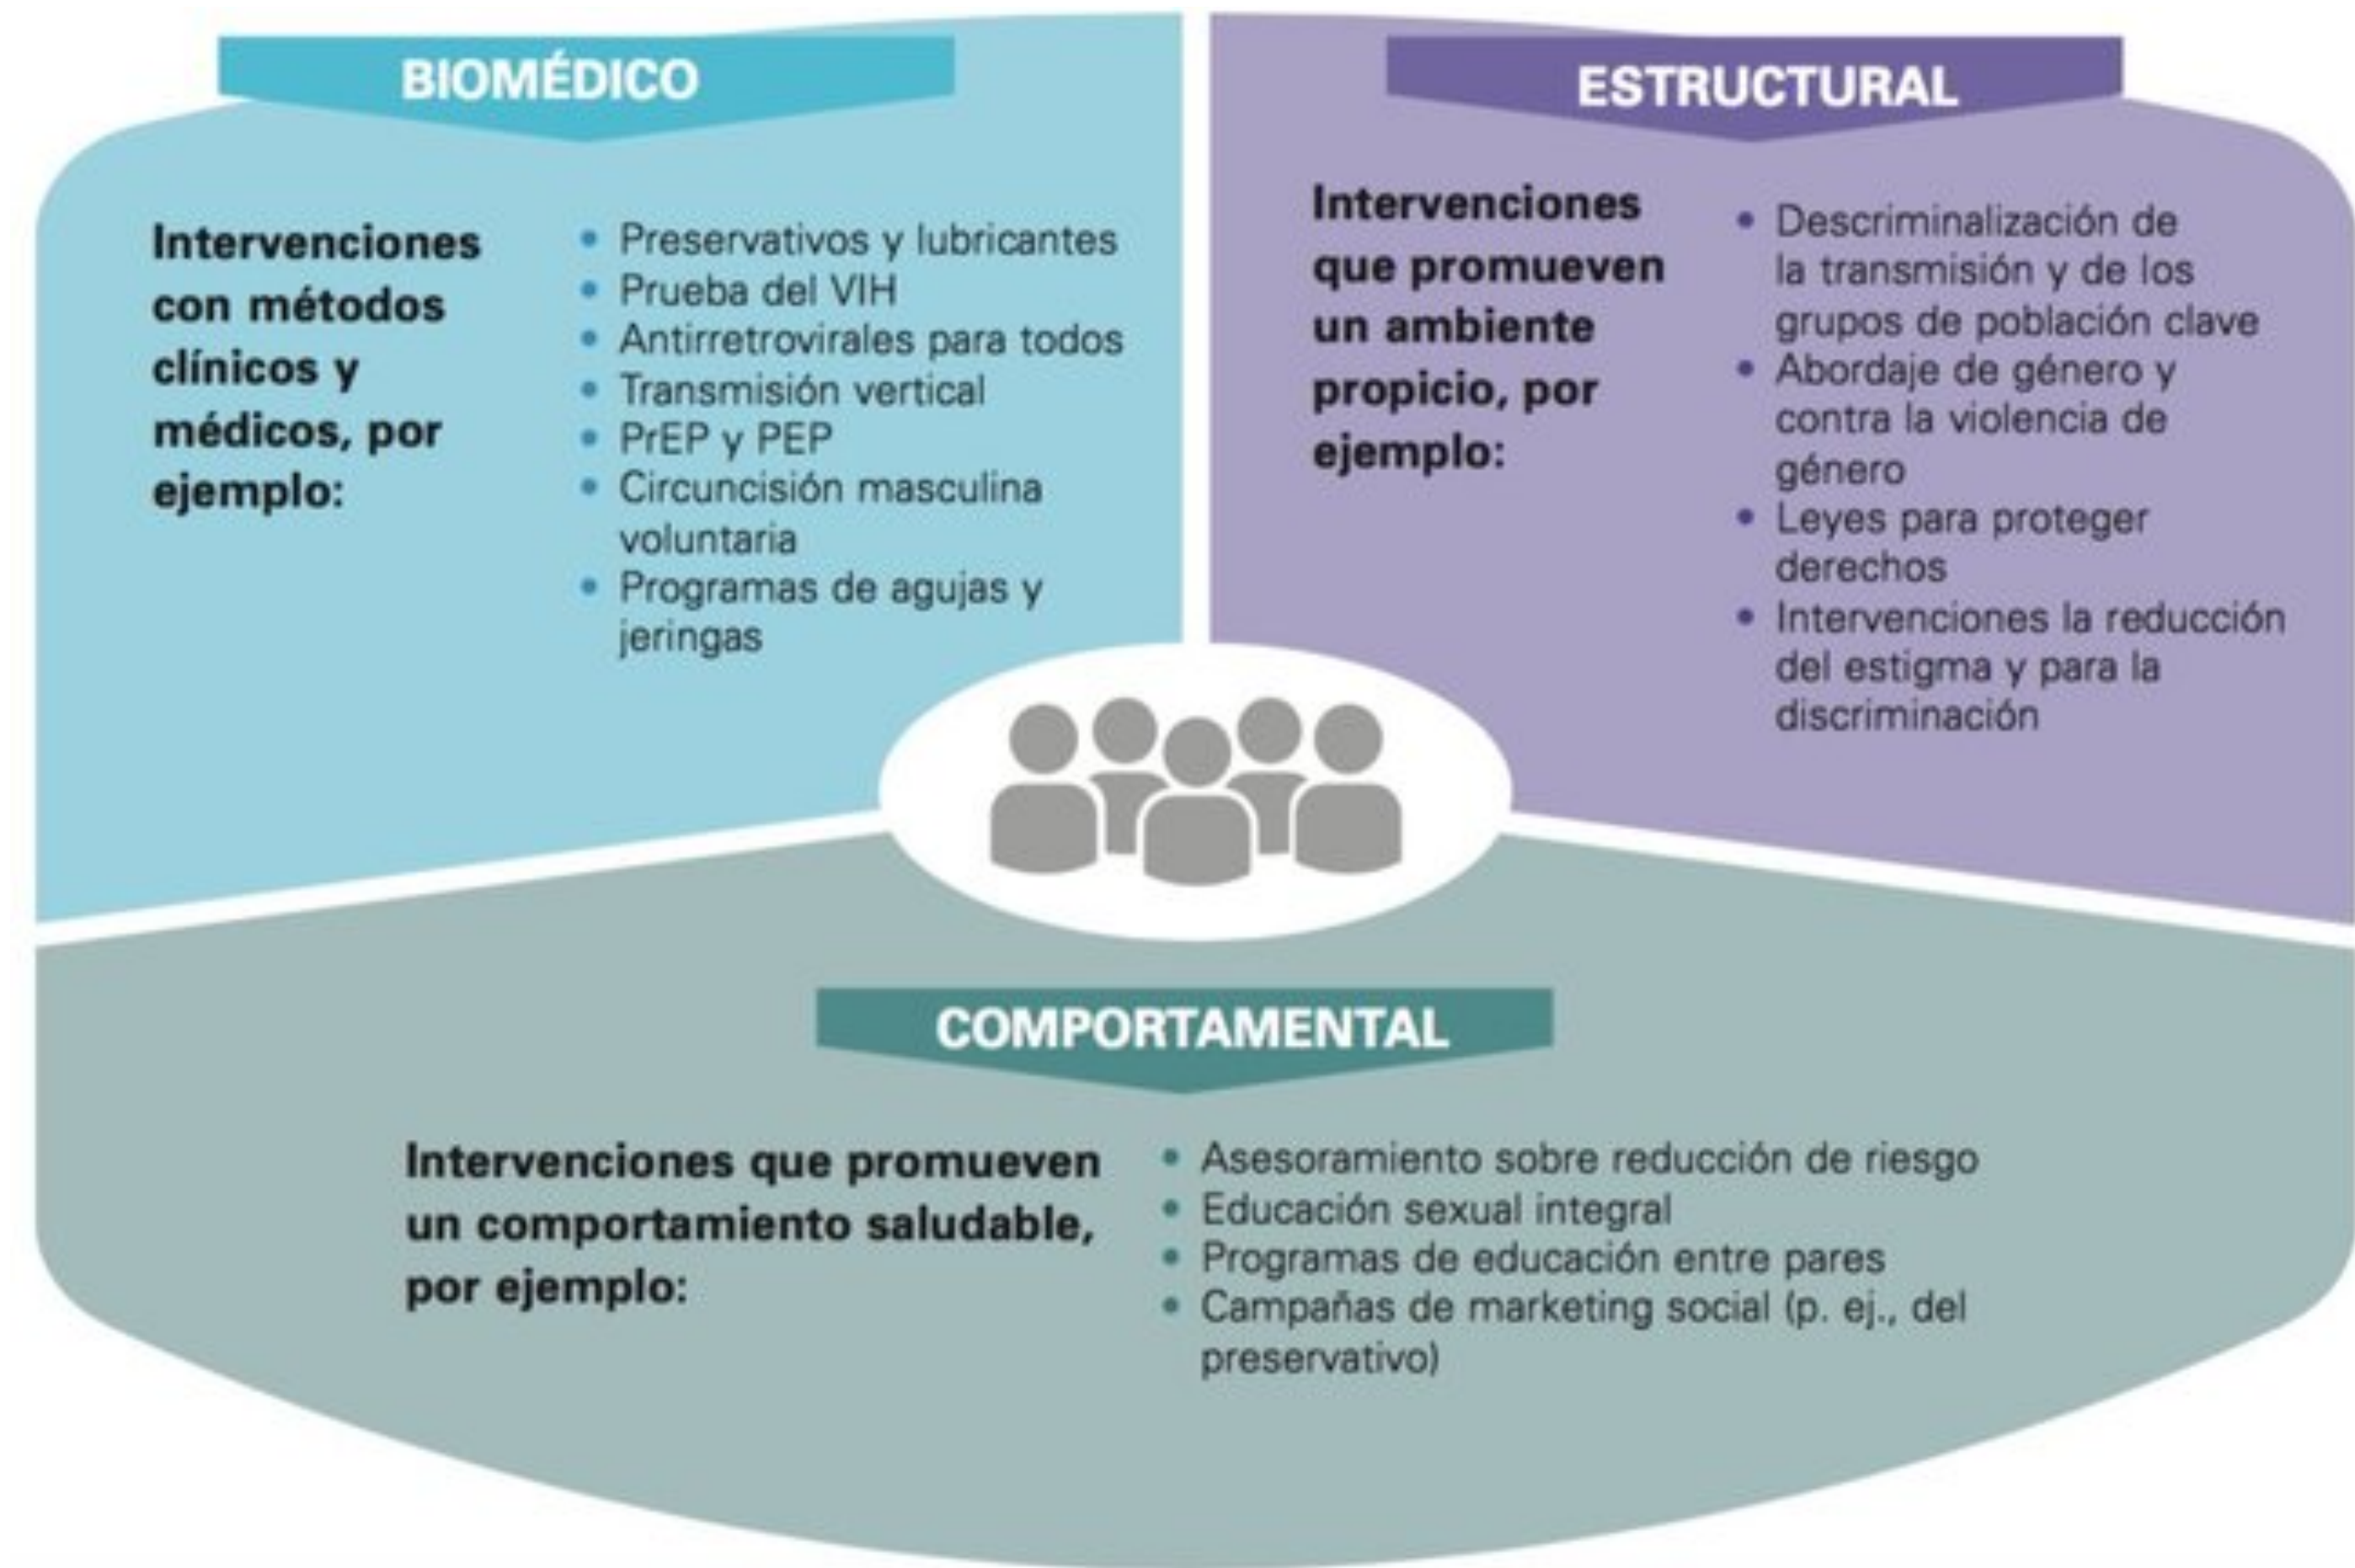 BIOMÉDICO
Intervenciones
con métodos
clínicos y
médicos, por
ejemplo:
• Preservativos y lubricantes
• Prueba del VIH
• Antirretrovirales para todos
• Transmisión vertical
• PrEP y PEP
• Circuncisión masculina
voluntaria
• Programas de agujas y
jeringas
ESTRUCTURAL
Intervenciones
que promueven
un ambiente
propicio, por
ejemplo:
• Descriminalización de
la transmisión y de los
grupos de población clave
• Abordaje de género y
contra la violencia de
género
• Leyes para proteger
derechos
• Intervenciones la reducción
del estigma y para la
discriminación
COMPORTAMENTAL
Intervenciones que promueven
un comportamiento saludable,
por ejemplo:
• Asesoramiento sobre reducción de riesgo
• Educación sexual integral
• Programas de educación entre pares
• Campañas de marketing social (p. ej., del
preservativo)